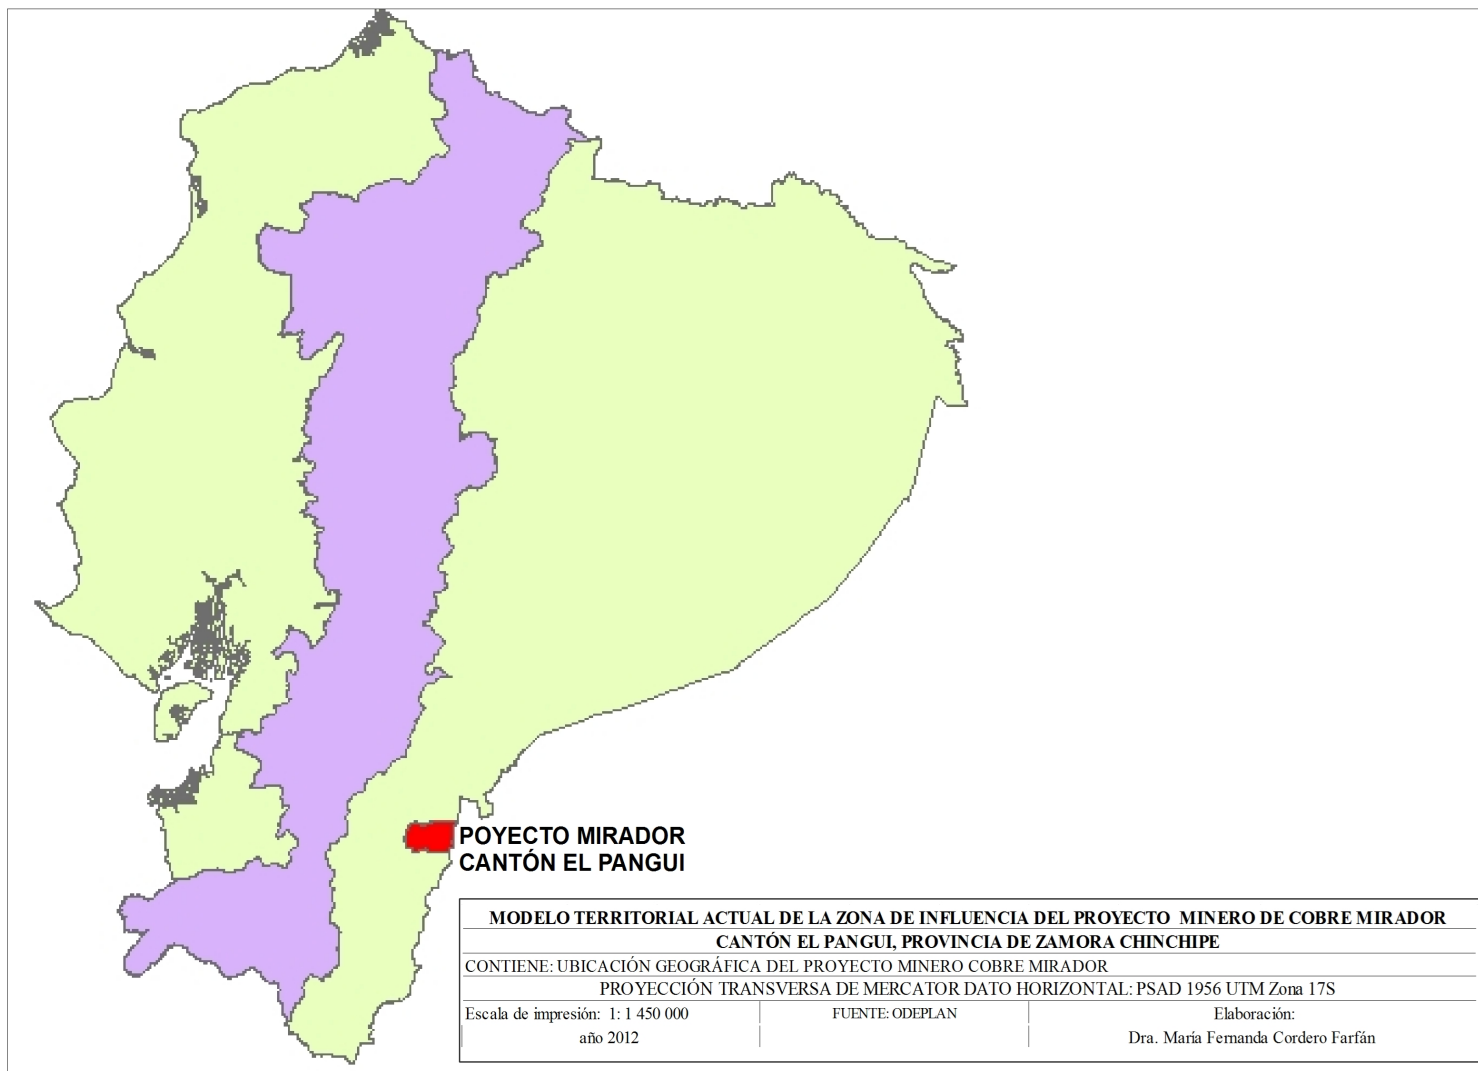 POYECTO MIRADOR
CANTÓN EL PANGUI
MODELO TERRITORIAL ACTUAL DE LA ZONA DE INFLUENCIA DEL PROYECTO MINERO DE COBRE MIRADOR
CANTÓN EL PANGUI, PROVINCIA DE ZAMORA CHINCHIPE
CONTIENE: UBICACIÓN GEOGRÁFICA DEL PROYECTO MINERO COBRE MIRADOR
PROYECCIÓN TRANSVERSA DE MERCATOR DATO HORIZONTAL: PSAD 1956 UTM Zona 17S
Escala de impresión: 1: 1 450 000
año 2012
FUENTE: ODEPLAN
Elaboración:
Dra. María Fernanda Cordero Farfán